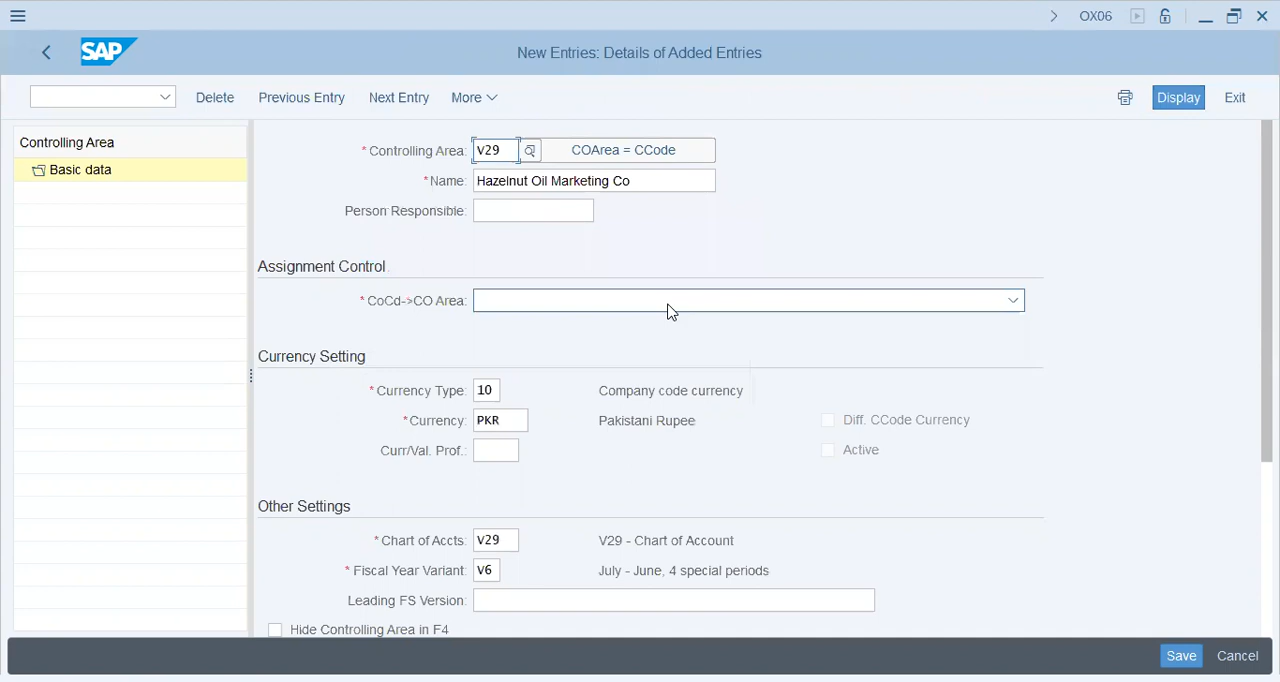 OX06
SAP
New Entries: Details of Added Entries
Delete Previous Entry Next Entry More Display Exit
Controlling Area
Basic data
* Controlling Area: V29 COArea = CCode
* Name: Hazelnut Oil Marketing Co
Person Responsible:
Assignment Control
* CoCd->CO Area:
Currency Setting
* Currency Type: 10 Company code currency
* Currency: PKR Pakistani Rupee Diff. CCode Currency
Curr/Val. Prof.: Active
Other Settings
* Chart of Accts: V29 V29 - Chart of Account
* Fiscal Year Variant: V6 July - June, 4 special periods
Leading FS Version:
Hide Controlling Area in F4
Save Cancel